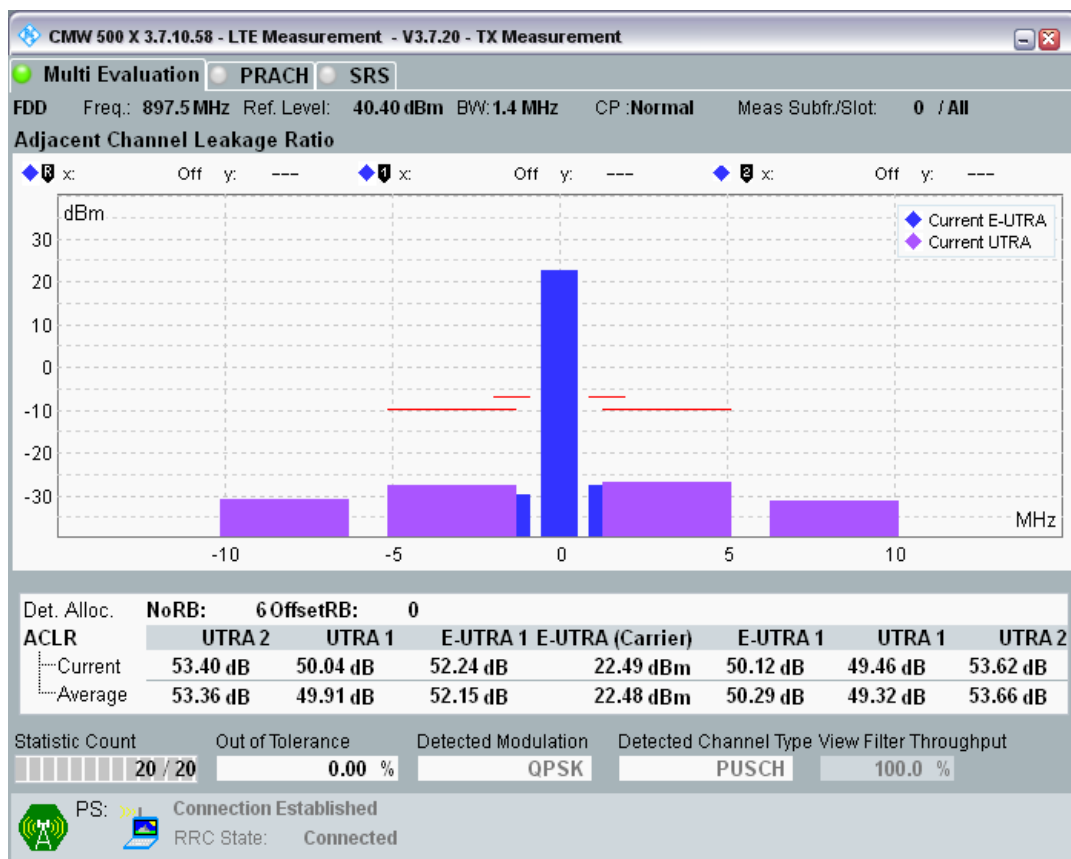 CMW 500 X 3.7.10.58 - LTE Measurement - V3.7.20 - TX Measurement
Multi Evaluation PRACH SRS
FDD Freq.: 897.5 MHz Ref. Level: 40.40 dBm BW: 1.4 MHz CP :Normal Meas Subfr./Slot: 0 / All
Adjacent Channel Leakage Ratio
R x: Off y: --- 1 x: Off y: --- 2 x: Off y: ---
dBm
Current E-UTRA
Current UTRA
30
20
10
0
-10
-20
-30
MHz
-10 -5 0 5 10
Det. Alloc. NoRB: 6 OffsetRB: 0
ACLR UTRA 2 UTRA 1 E-UTRA 1 E-UTRA (Carrier) E-UTRA 1 UTRA 1 UTRA 2
Current 53.40 dB 50.04 dB 52.24 dB 22.49 dBm 50.12 dB 49.46 dB 53.62 dB
Average 53.36 dB 49.91 dB 52.15 dB 22.48 dBm 50.29 dB 49.32 dB 53.66 dB
Statistic Count Out of Tolerance Detected Modulation Detected Channel Type View Filter Throughput
20 / 20 0.00 % QPSK PUSCH 100.0 %
PS: Connection Established
RRC State: Connected